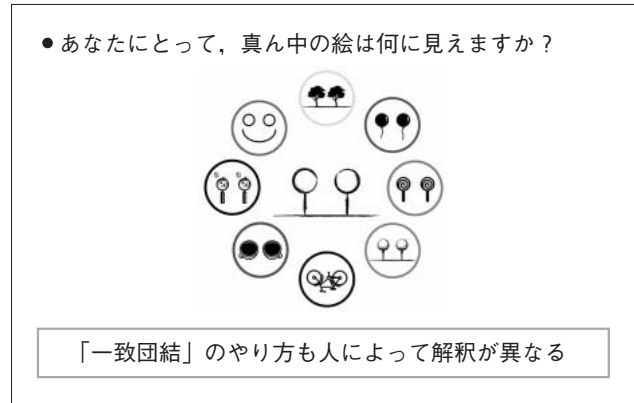 ●あなたにとって，真ん中の絵は何に見えますか？
「一致団結」のやり方も人によって解釈が異なる